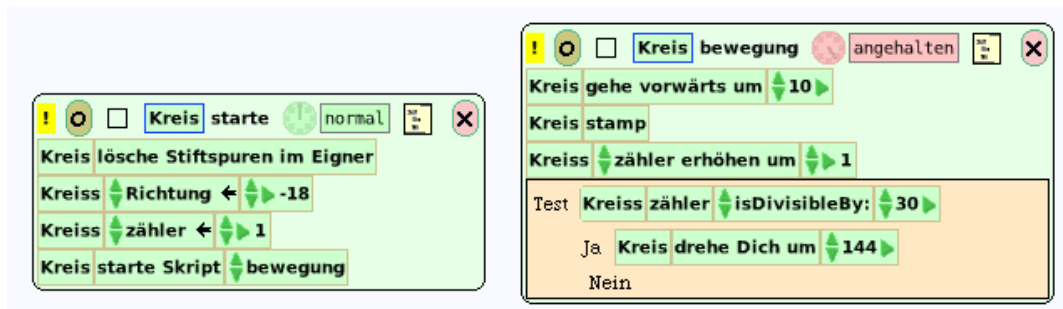 ! O Kreis starte normal
Kreis lösche Stiftspuren im Eigner
Kreiss Richtung ← -18
Kreiss zähler ← 1
Kreis starte Skript bewegung
! O Kreis bewegung angehalten
Kreis gehe vorwärts um 10
Kreis stamp
Kreiss zähler erhöhen um 1
Test Kreiss zähler isDivisibleBy: 30
Ja Kreis drehe Dich um 144
Nein